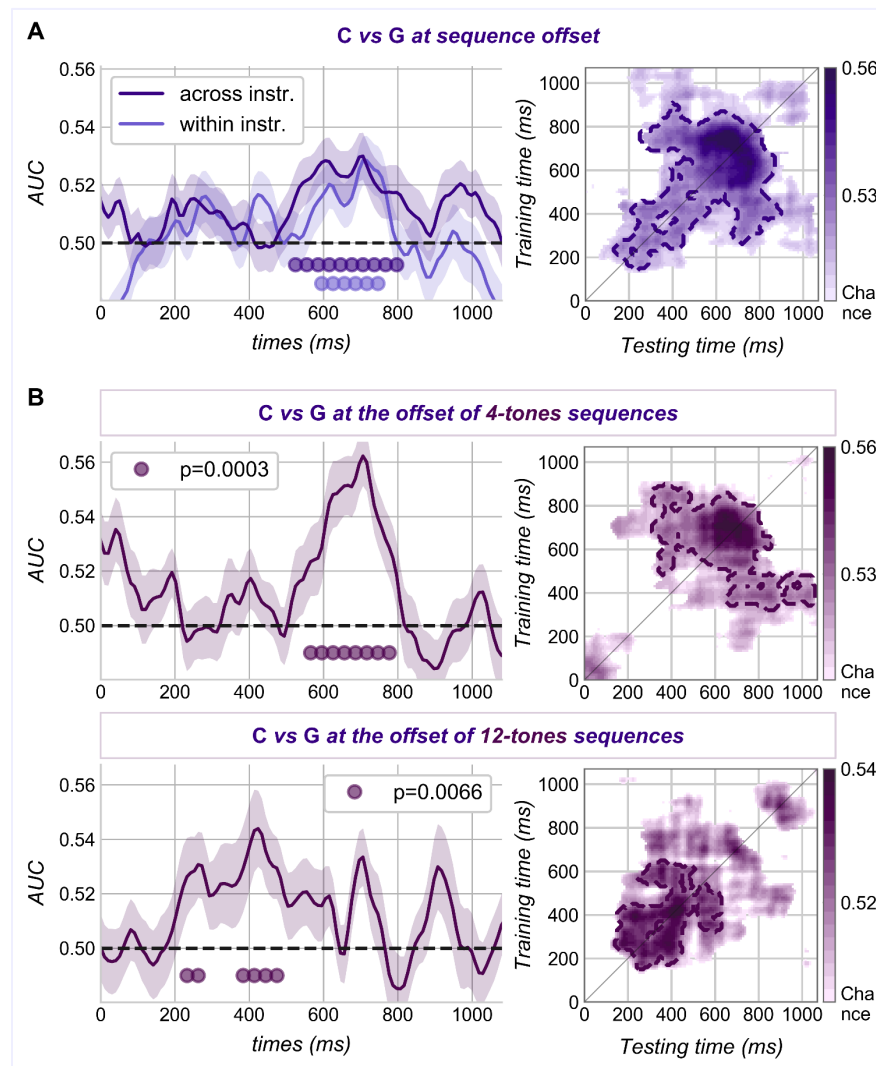 A
C vs G at sequence offset
0.56
0.54
0.52
0.50
AUC
across instr.
within instr.
0 200 400 600 800 1000
times (ms)
1000
800
600
400
200
0
Training time (ms)
0 200 400 600 800 1000
Testing time (ms)
0.56
0.53
Cha
nce
B
C vs G at the offset of 4-tones sequences
0.56
0.54
0.52
0.50
AUC
p=0.0003
0 200 400 600 800 1000
1000
800
600
400
200
0
Training time (ms)
0 200 400 600 800 1000
0.56
0.53
Cha
nce
C vs G at the offset of 12-tones sequences
0.56
0.54
0.52
0.50
AUC
p=0.0066
0 200 400 600 800 1000
times (ms)
1000
800
600
400
200
0
Training time (ms)
0 200 400 600 800 1000
Testing time (ms)
0.54
0.52
Cha
nce